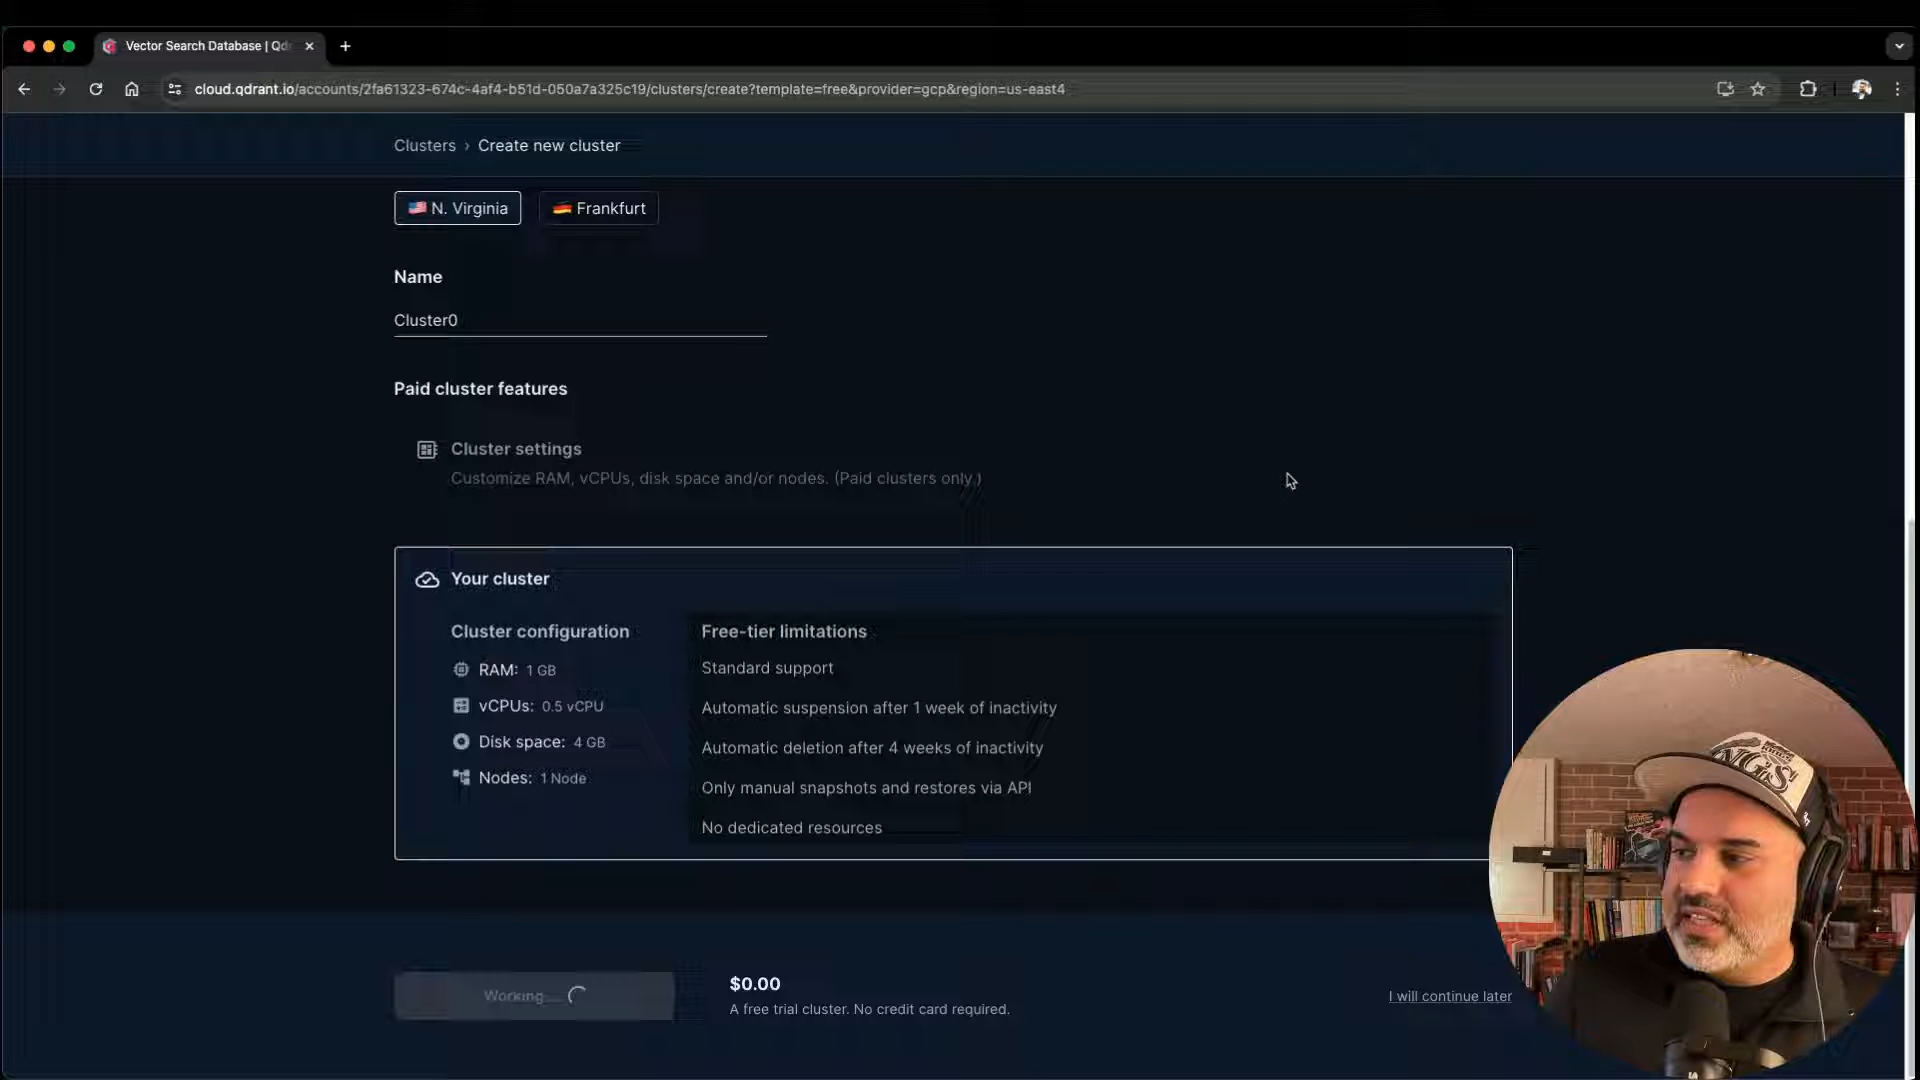 Vector Search Database | Qd
cloud.qdrant.io/accounts/2fa61323-674c-4af4-b51d-050a7a325c19/clusters/create?template=free&provider=gcp&region=us-east4
Clusters › Create new cluster
N. Virginia
Frankfurt
Name
Cluster0
Paid cluster features
Cluster settings
Customize RAM, vCPUs, disk space and/or nodes. (Paid clusters only.)
Your cluster
Cluster configuration
RAM: 1 GB
vCPUs: 0.5 vCPU
Disk space: 4 GB
Nodes: 1 Node
Free-tier limitations
Standard support
Automatic suspension after 1 week of inactivity
Automatic deletion after 4 weeks of inactivity
Only manual snapshots and restores via API
No dedicated resources
Working ...
$0.00
A free trial cluster. No credit card required.
I will continue later